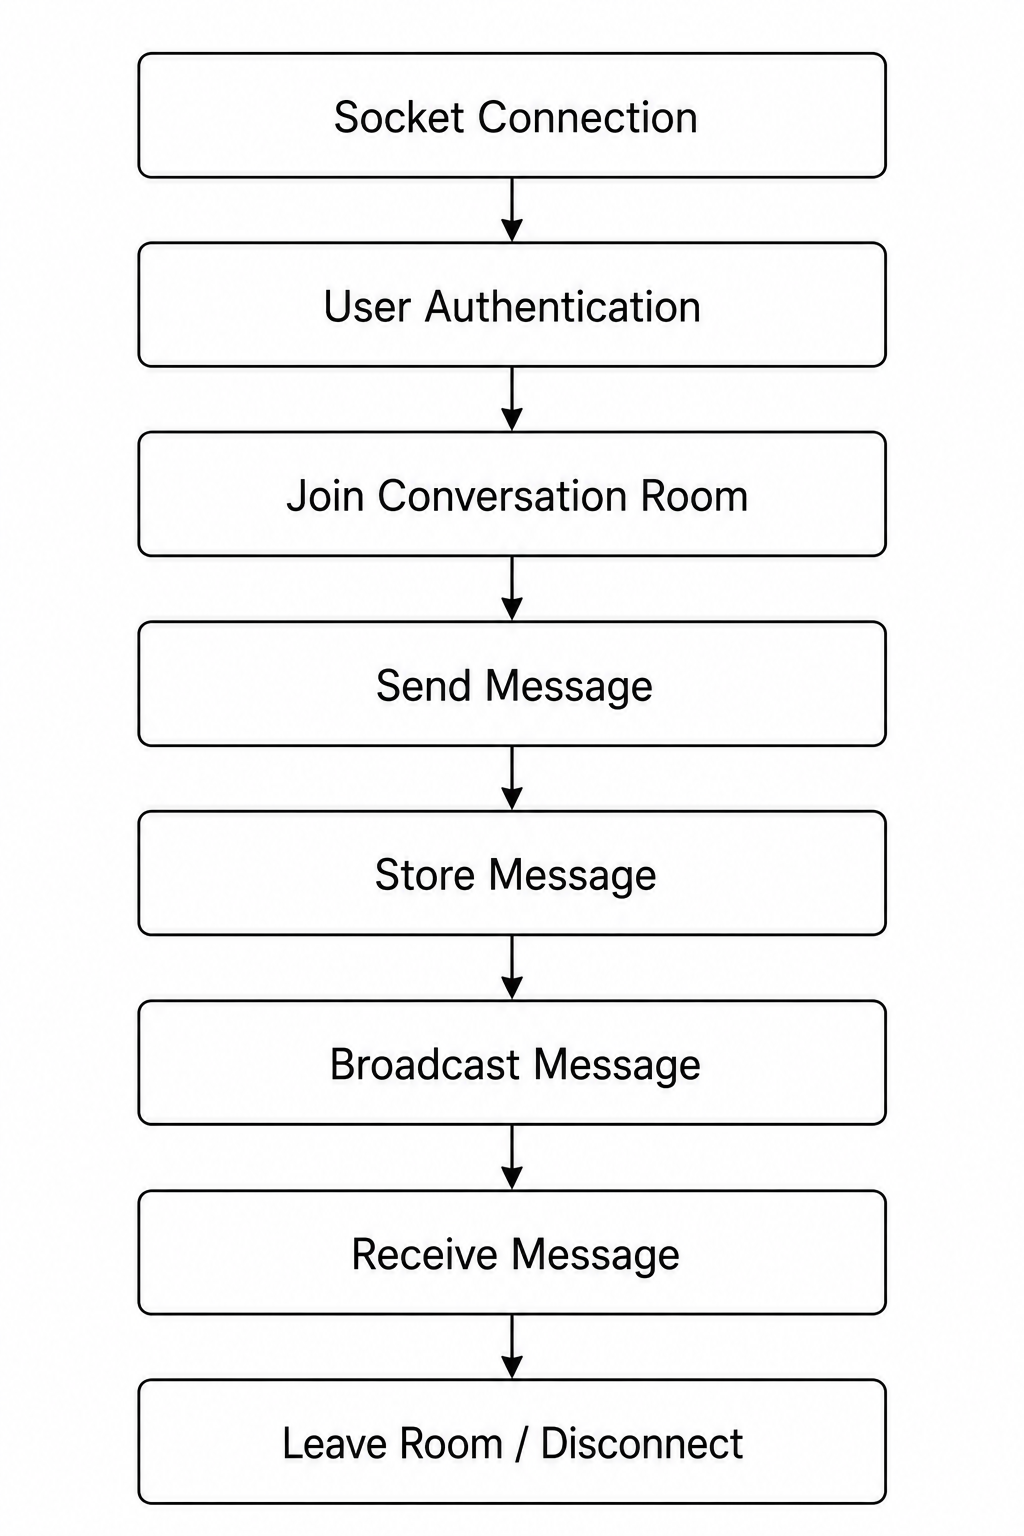 Socket Connection
User Authentication
Join Conversation Room
Send Message
Store Message
Broadcast Message
Receive Message
Leave Room / Disconnect